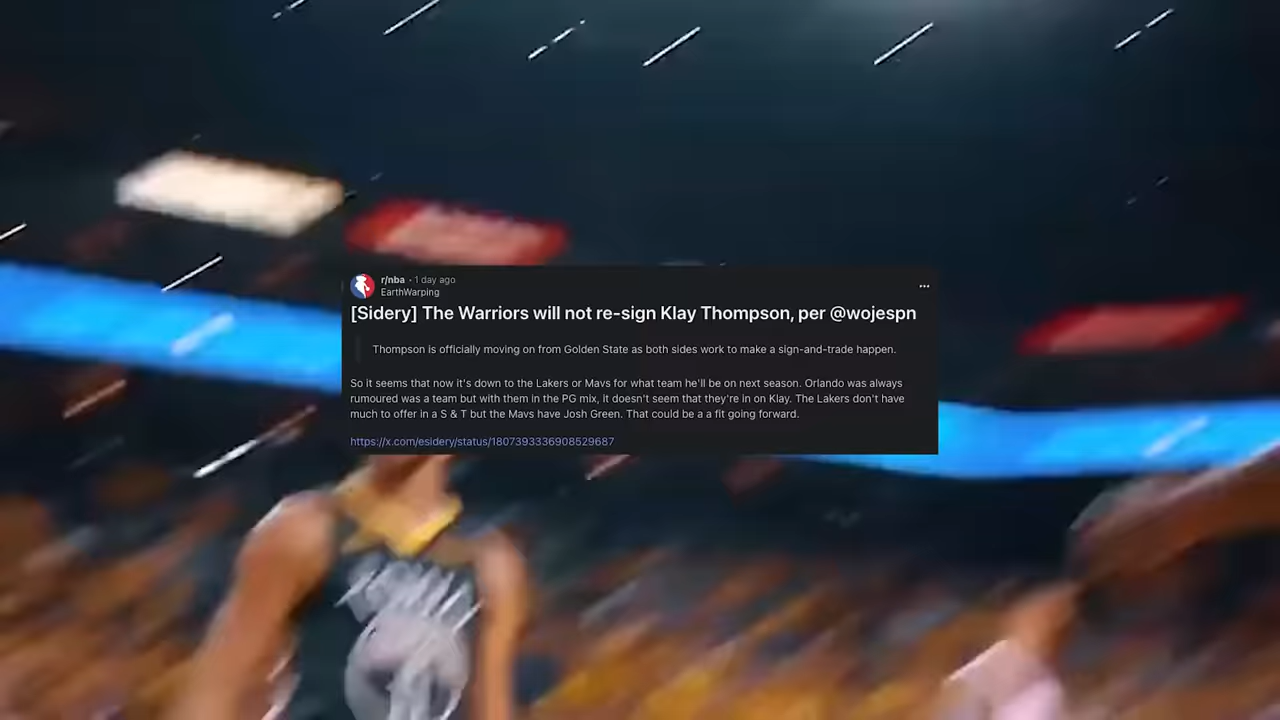 r/nba · 1 day ago
EarthWarping
[Sidery] The Warriors will not re-sign Klay Thompson, per @wojespn
Thompson is officially moving on from Golden State as both sides work to make a sign-and-trade happen.
So it seems that now it's down to the Lakers or Mavs for what team he'll be on next season. Orlando was always
rumoured was a team but with them in the PG mix, it doesn't seem that they're in on Klay. The Lakers don't have
much to offer in a S & T but the Mavs have Josh Green. That could be a a fit going forward.
https://x.com/esidery/status/1807393336908529687